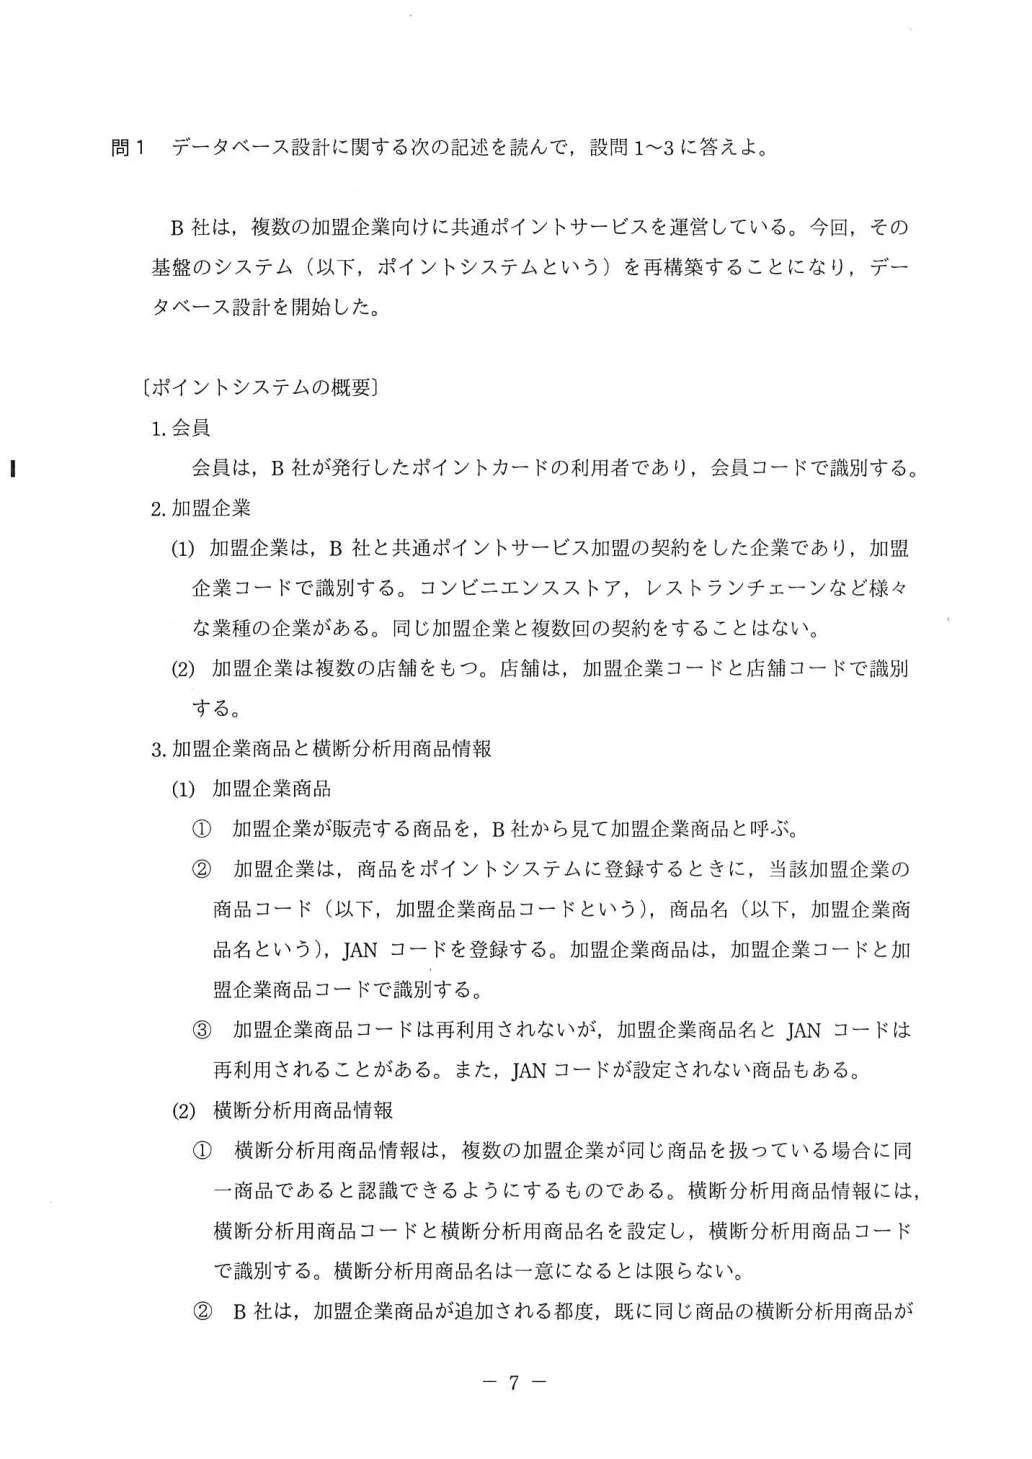 問1 データベース設計に関する次の記述を読んで，設問1～3に答えよ。
B 社は，複数の加盟企業向けに共通ポイントサービスを運営している。今回，その
基盤のシステム（以下，ポイントシステムという）を再構築することになり，デー
タベース設計を開始した。
〔ポイントシステムの概要〕
1. 会員
会員は，B 社が発行したポイントカードの利用者であり，会員コードで識別する。
2. 加盟企業
(1) 加盟企業は，B 社と共通ポイントサービス加盟の契約をした企業であり，加盟
企業コードで識別する。コンビニエンスストア，レストランチェーンなど様々
な業種の企業がある。同じ加盟企業と複数回の契約をすることはない。
(2) 加盟企業は複数の店舗をもつ。店舗は，加盟企業コードと店舗コードで識別
する。
3. 加盟企業商品と横断分析用商品情報
(1) 加盟企業商品
① 加盟企業が販売する商品を，B 社から見て加盟企業商品と呼ぶ。
② 加盟企業は，商品をポイントシステムに登録するときに，当該加盟企業の
商品コード（以下，加盟企業商品コードという），商品名（以下，加盟企業商
品名という），JAN コードを登録する。加盟企業商品は，加盟企業コードと加
盟企業商品コードで識別する。
③ 加盟企業商品コードは再利用されないが，加盟企業商品名と JAN コードは
再利用されることがある。また，JAN コードが設定されない商品もある。
(2) 横断分析用商品情報
① 横断分析用商品情報は，複数の加盟企業が同じ商品を扱っている場合に同
一商品であると認識できるようにするものである。横断分析用商品情報には，
横断分析用商品コードと横断分析用商品名を設定し，横断分析用商品コード
で識別する。横断分析用商品名は一意になるとは限らない。
② B 社は，加盟企業商品が追加される都度，既に同じ商品の横断分析用商品が
－ 7 －